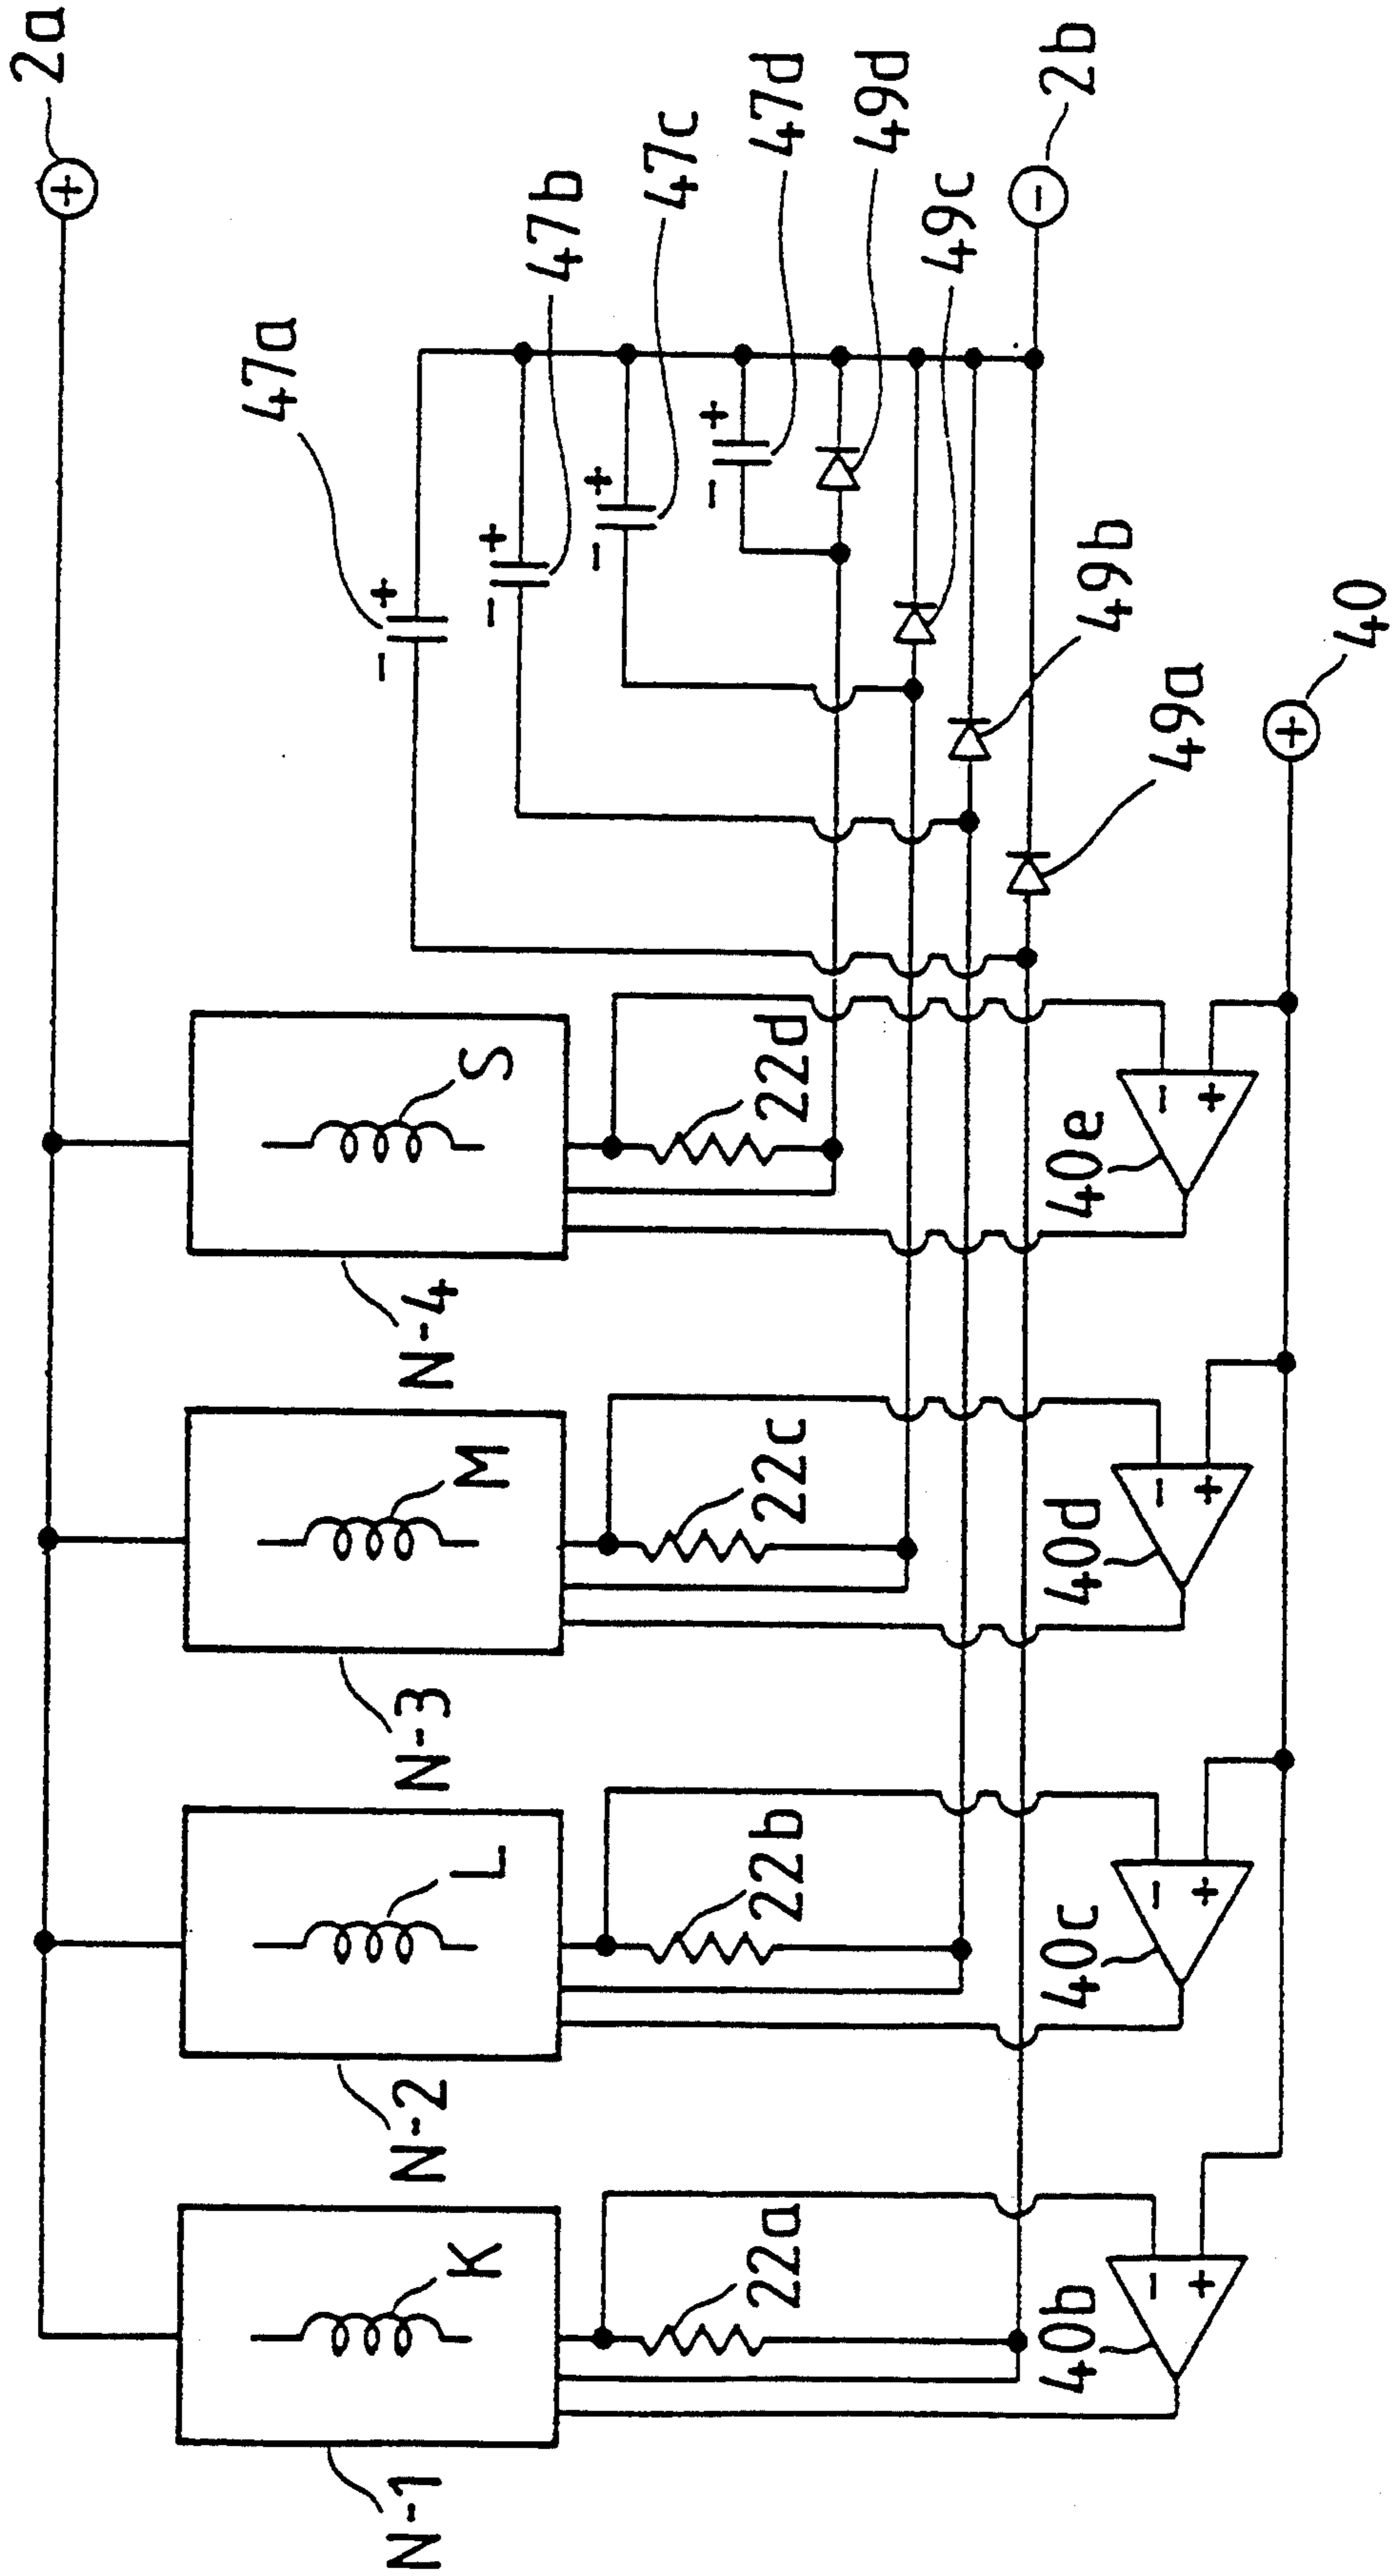 2a
+
47a
47b
47c
47d
49d
49c
2b
−
− +
− +
− +
− +
49b
49a
40
+
S
N-4
22d
40e
− +
M
N-3
22c
40d
− +
L
N-2
22b
40c
− +
K
N-1
22a
40b
− +